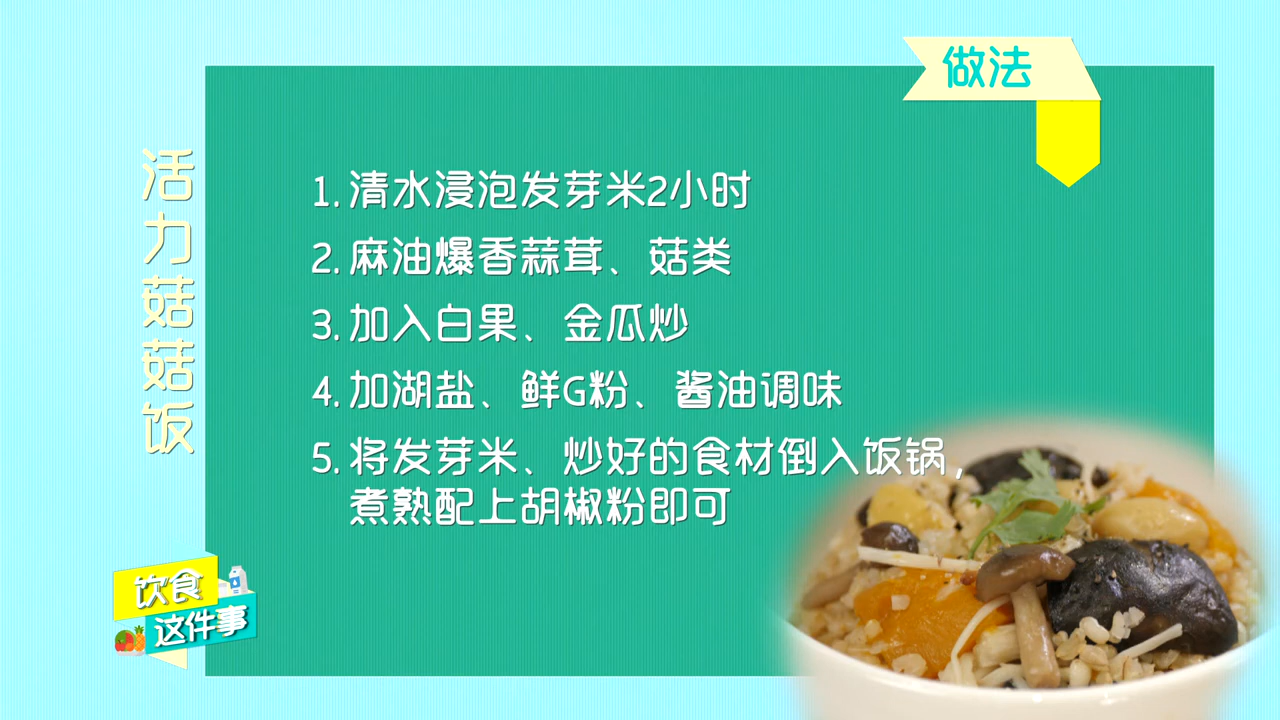 做法
活力菇菇饭
1. 清水浸泡发芽米2小时
2. 麻油爆香蒜茸、菇类
3. 加入白果、金瓜炒
4. 加湖盐、鲜G粉、酱油调味
5. 将发芽米、炒好的食材倒入饭锅，
煮熟配上胡椒粉即可
饮食
这件事